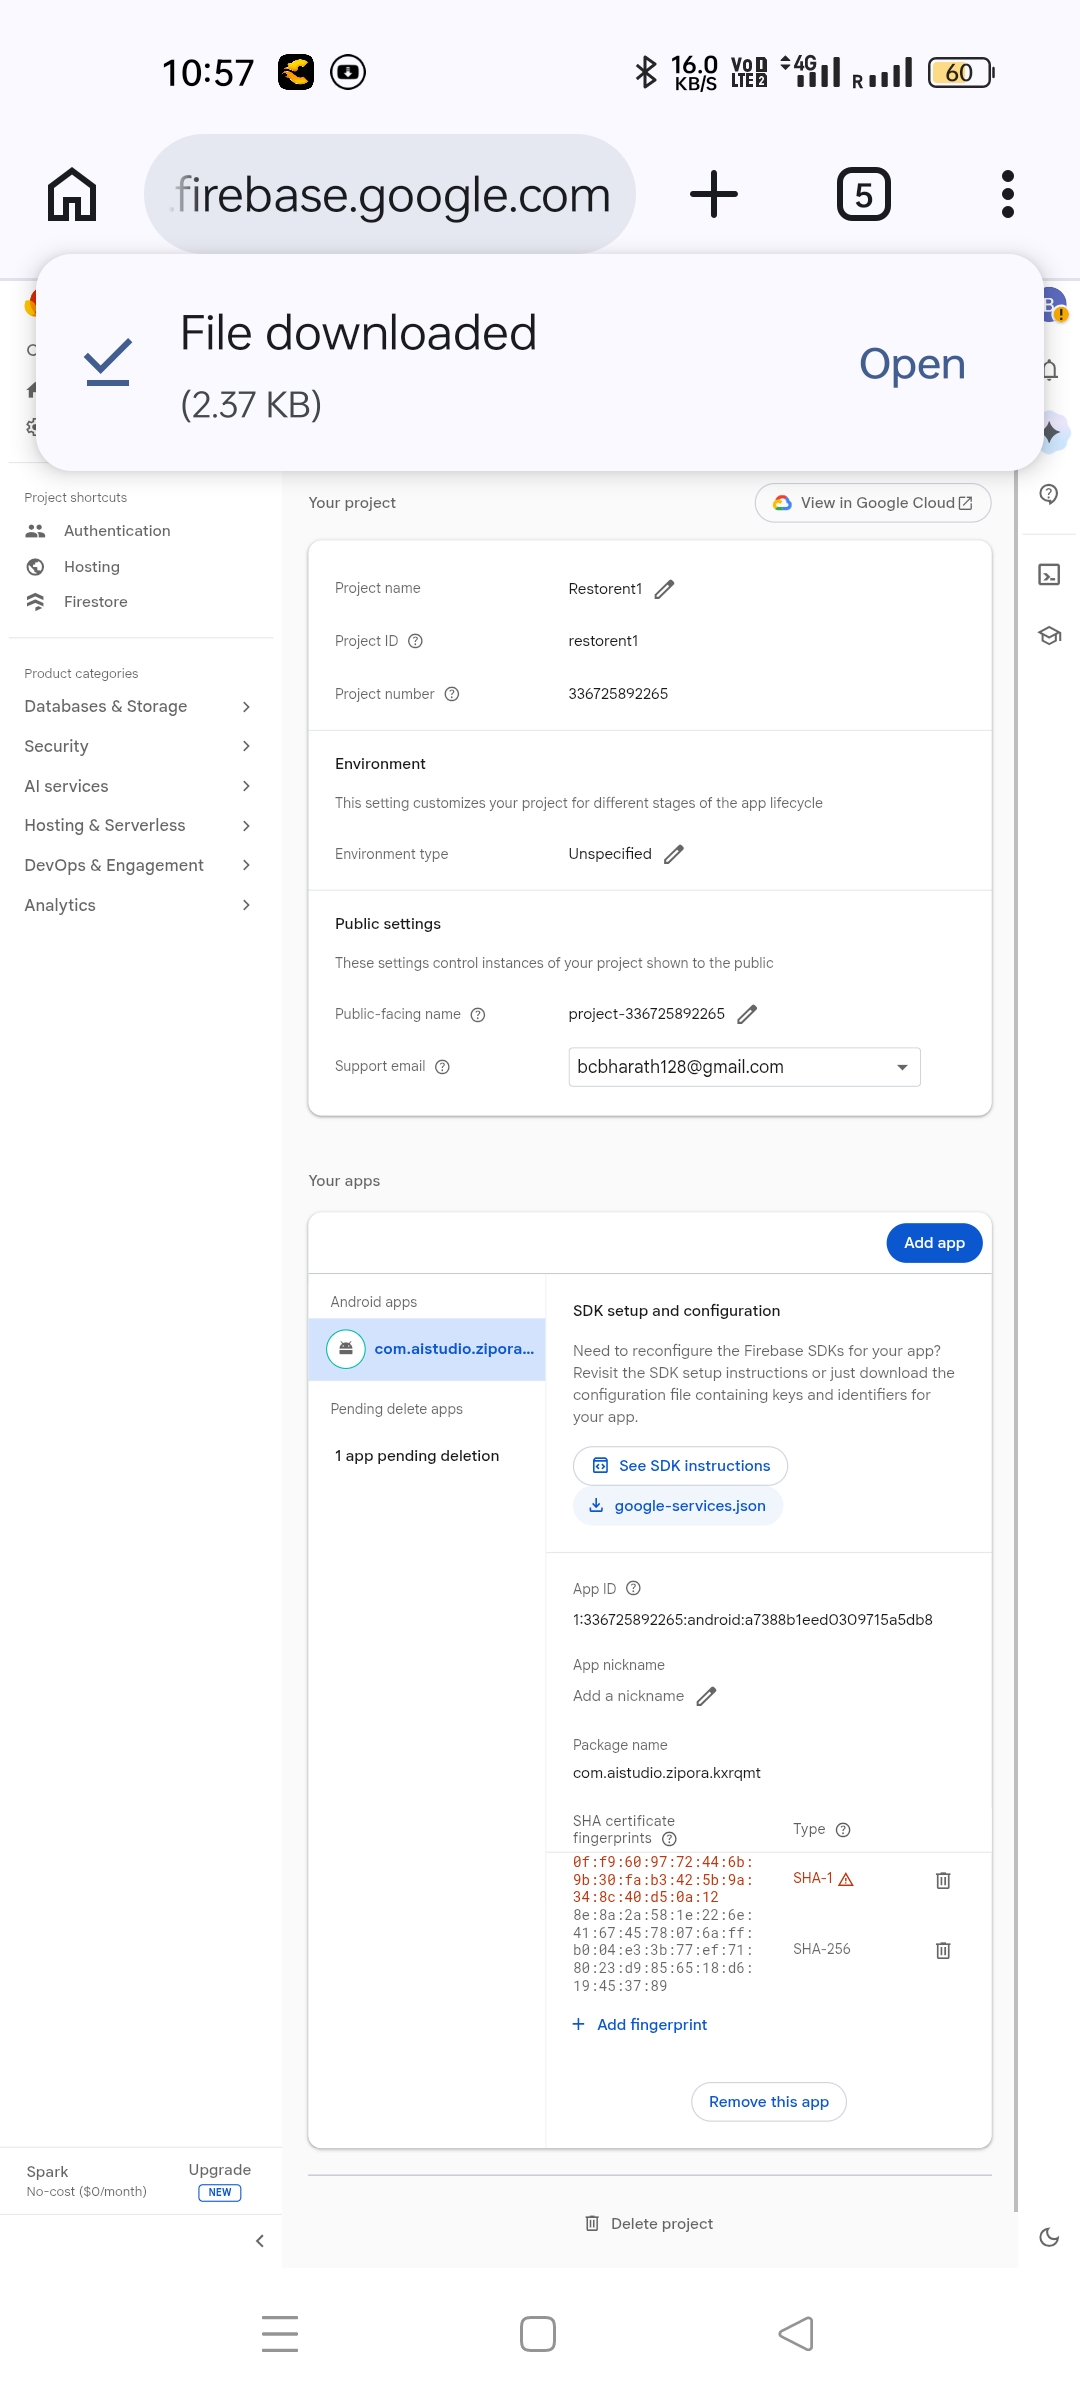 10:57
16.0
KB/S
Vo 1
LTE 2
4G
R
60
.firebase.google.com
5
File downloaded
(2.37 KB)
Open
B
Your project
View in Google Cloud
Project shortcuts
Authentication
Hosting
Firestore
Product categories
Databases & Storage
Security
AI services
Hosting & Serverless
DevOps & Engagement
Analytics
Project name
Restorent1
Project ID
restorent1
Project number
336725892265
Environment
This setting customizes your project for different stages of the app lifecycle
Environment type
Unspecified
Public settings
These settings control instances of your project shown to the public
Public-facing name
project-336725892265
Support email
bcbharath128@gmail.com
Your apps
Add app
Android apps
com.aistudio.zipora...
Pending delete apps
1 app pending deletion
SDK setup and configuration
Need to reconfigure the Firebase SDKs for your app?
Revisit the SDK setup instructions or just download the
configuration file containing keys and identifiers for
your app.
See SDK instructions
google-services.json
App ID
1:336725892265:android:a7388b1eed0309715a5db8
App nickname
Add a nickname
Package name
com.aistudio.zipora.kxrqmt
SHA certificate
fingerprints
Type
0f:f9:60:97:72:44:6b:
9b:30:fa:b3:42:5b:9a:
34:8c:40:d5:0a:12
SHA-1
8e:8a:2a:58:1e:22:6e:
41:67:45:78:07:6a:ff:
b0:04:e3:3b:77:ef:71:
80:23:d9:85:65:18:d6:
19:45:37:89
SHA-256
Add fingerprint
Remove this app
Spark
No-cost ($0/month)
Upgrade
NEW
Delete project